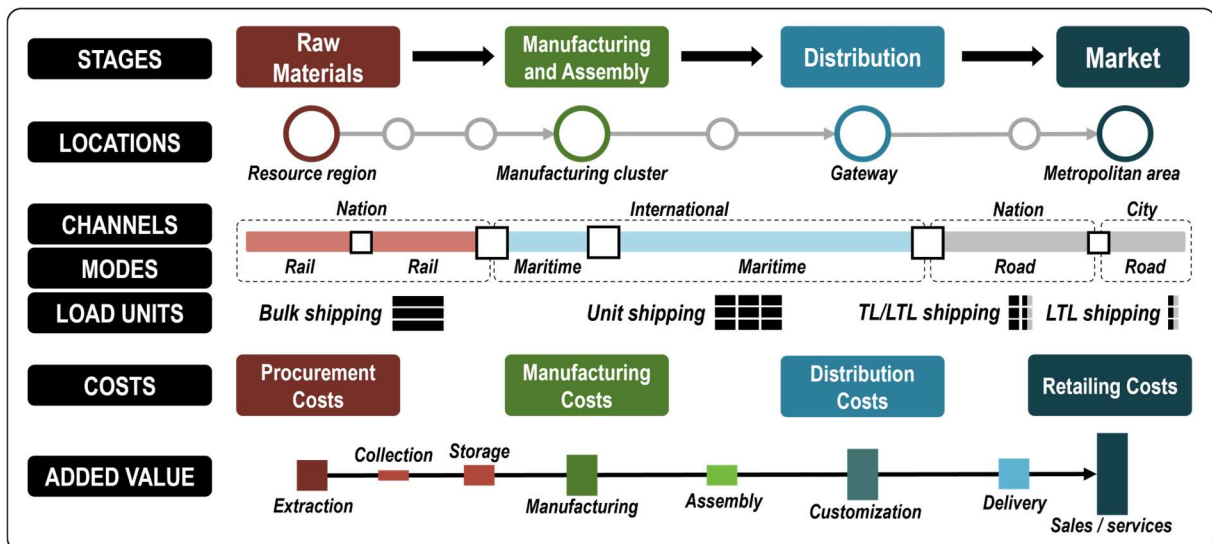 STAGES
Raw
Materials
Manufacturing
and Assembly
Distribution
Market
LOCATIONS
Resource region
Manufacturing cluster
Gateway
Metropolitan area
CHANNELS
Nation
International
Nation
City
MODES
Rail
Rail
Maritime
Maritime
Road
Road
LOAD UNITS
Bulk shipping
Unit shipping
TL/LTL shipping
LTL shipping
COSTS
Procurement
Costs
Manufacturing
Costs
Distribution
Costs
Retailing Costs
ADDED VALUE
Extraction
Collection
Storage
Manufacturing
Assembly
Customization
Delivery
Sales / services